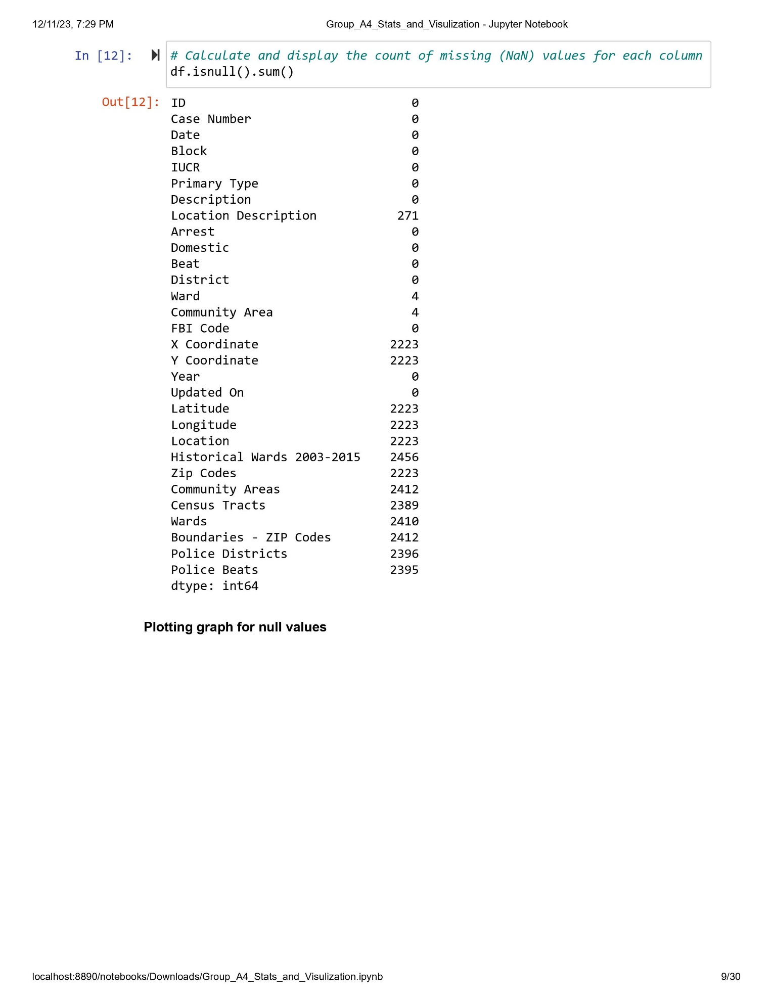 12/11/23, 7:29 PM Group_A4_Stats_and_Visulization - Jupyter Notebook
In [12]: # Calculate and display the count of missing (NaN) values for each column
df.isnull().sum()
Out[12]: ID 0
Case Number 0
Date 0
Block 0
IUCR 0
Primary Type 0
Description 0
Location Description 271
Arrest 0
Domestic 0
Beat 0
District 0
Ward 4
Community Area 4
FBI Code 0
X Coordinate 2223
Y Coordinate 2223
Year 0
Updated On 0
Latitude 2223
Longitude 2223
Location 2223
Historical Wards 2003-2015 2456
Zip Codes 2223
Community Areas 2412
Census Tracts 2389
Wards 2410
Boundaries - ZIP Codes 2412
Police Districts 2396
Police Beats 2395
dtype: int64
Plotting graph for null values
localhost:8890/notebooks/Downloads/Group_A4_Stats_and_Visulization.ipynb 9/30